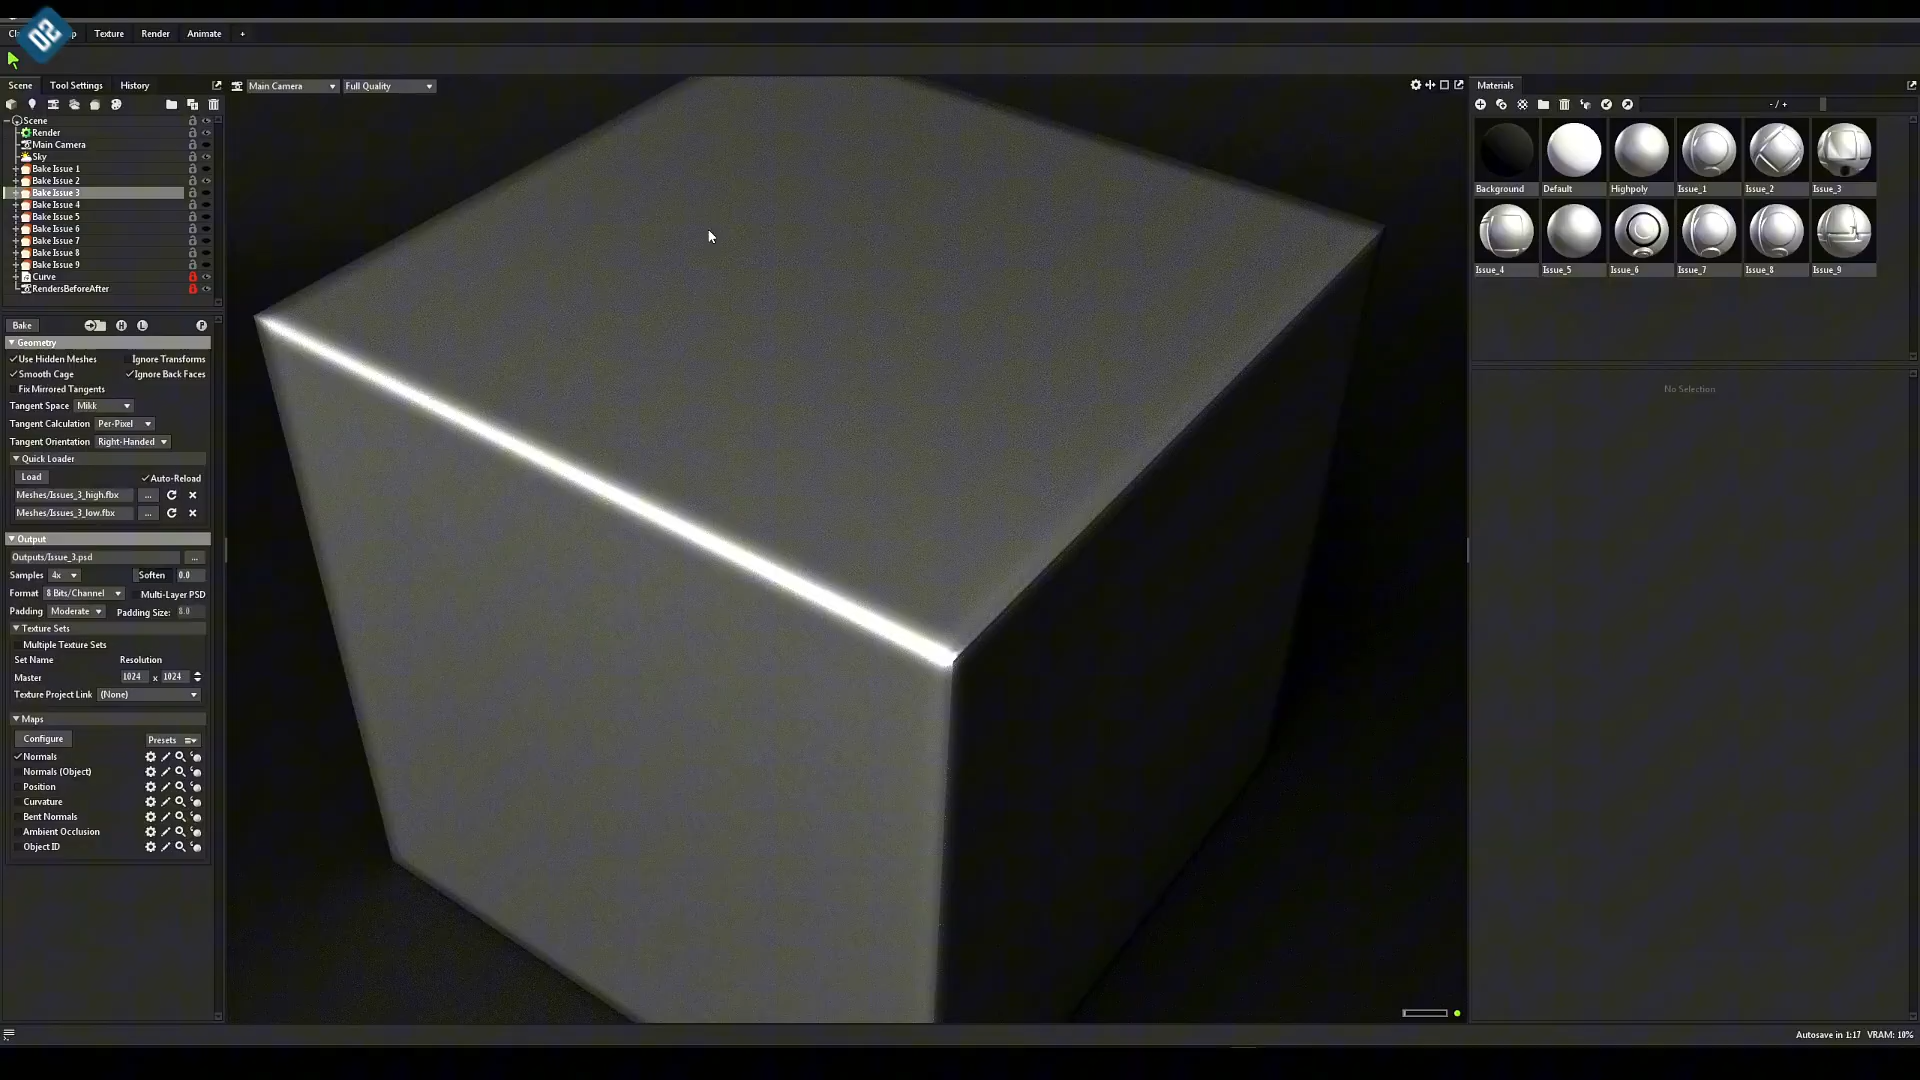 02
Texture Render Animate +
Scene Tool Settings History
Main Camera Full Quality
Scene
Render
Main Camera
Sky
Bake Issue 1
Bake Issue 2
Bake Issue 3
Bake Issue 4
Bake Issue 5
Bake Issue 6
Bake Issue 7
Bake Issue 8
Bake Issue 9
Curve
RendersBeforeAfter
Bake H L P
Geometry
Use Hidden Meshes Ignore Transforms
Smooth Cage Ignore Back Faces
Fix Mirrored Tangents
Tangent Space Mikk
Tangent Calculation Per-Pixel
Tangent Orientation Right-Handed
Quick Loader
Load Auto-Reload
Meshes/Issues_3_high.fbx ...
Meshes/Issues_3_low.fbx ...
Output
Outputs/Issue_3.psd ...
Samples 4x Soften 0.0
Format 8 Bits/Channel Multi-Layer PSD
Padding Moderate Padding Size: 8.0
Texture Sets
Multiple Texture Sets
Set Name Resolution
Master 1024 x 1024
Texture Project Link (None)
Maps
Configure Presets
Normals
Normals (Object)
Position
Curvature
Bent Normals
Ambient Occlusion
Object ID
Materials
- / +
Background Default Highpoly Issue_1 Issue_2 Issue_3
Issue_4 Issue_5 Issue_6 Issue_7 Issue_8 Issue_9
No Selection
Autosave in 1:17 VRAM: 10%